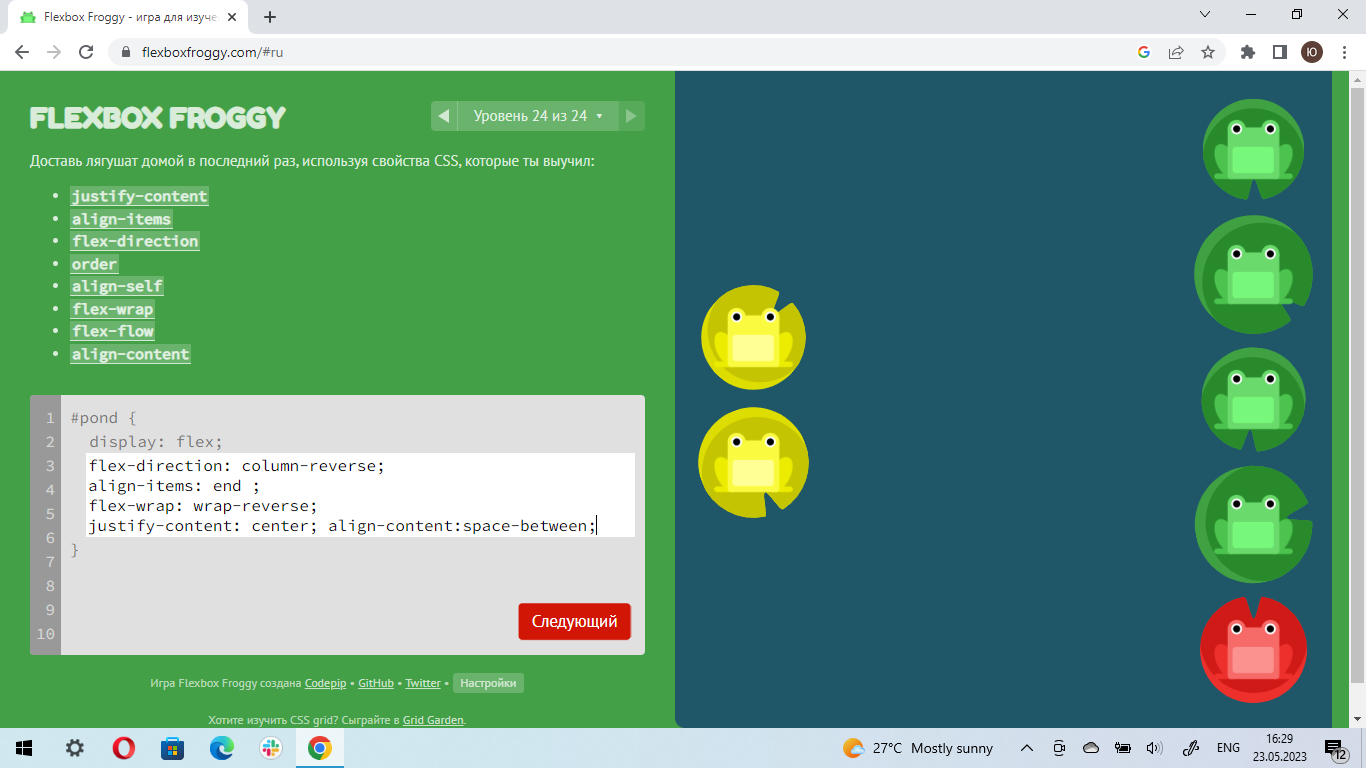 Flexbox Froggy - игра для изуче
flexboxfroggy.com/#ru
Ю
FLEXBOX FROGGY
Уровень 24 из 24
Доставь лягушат домой в последний раз, используя свойства CSS, которые ты выучил:
justify-content
align-items
flex-direction
order
align-self
flex-wrap
flex-flow
align-content
1 #pond {
2 display: flex;
3 flex-direction: column-reverse;
4 align-items: end ;
5 flex-wrap: wrap-reverse;
6 justify-content: center; align-content:space-between;
7 }
8
9
10
Следующий
Игра Flexbox Froggy создана Codepip • GitHub • Twitter • Настройки
Хотите изучить CSS grid? Сыграйте в Grid Garden.
27°C Mostly sunny
ENG
16:29
23.05.2023
12